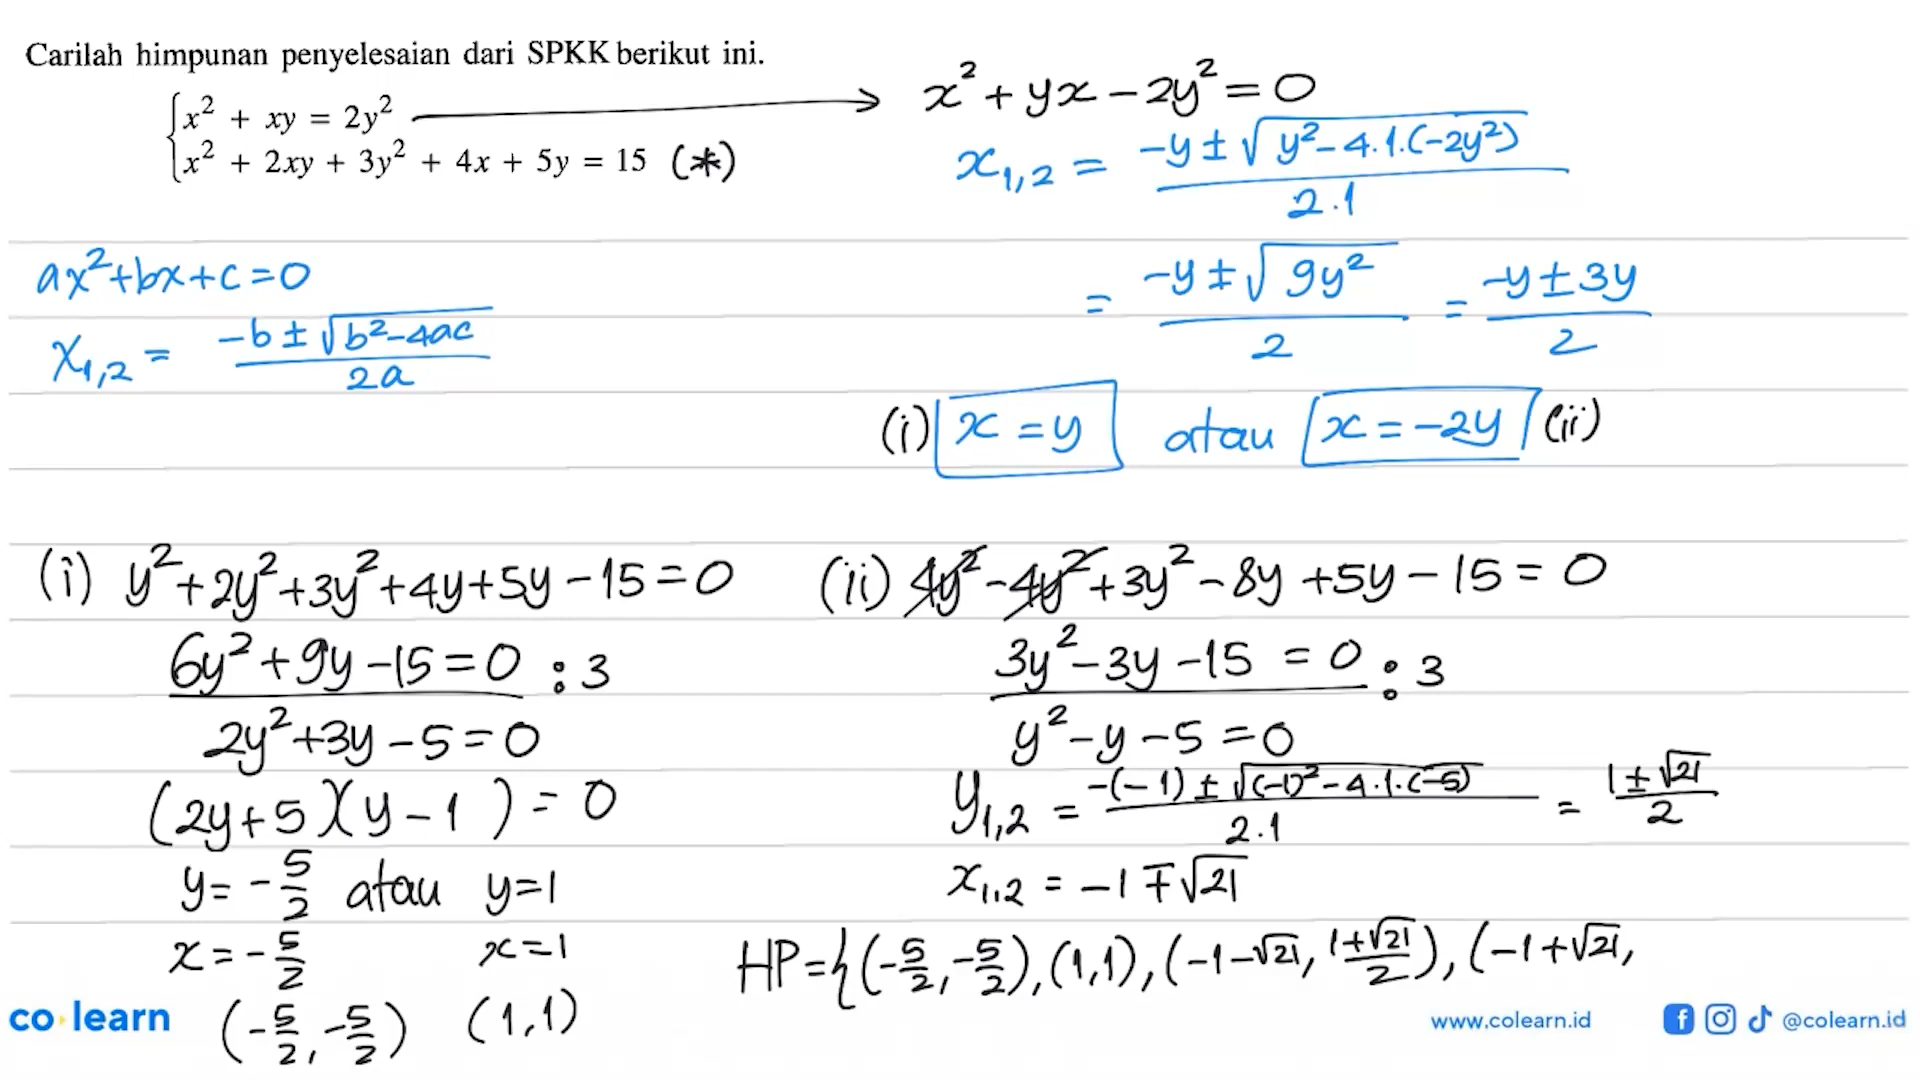 Carilah himpunan penyelesaian dari SPKK berikut ini.
x² + xy = 2y² → x² + yx - 2y² = 0
x² + 2xy + 3y² + 4x + 5y = 15 (*)
x₁,₂ = (-y ± √(y² - 4.1.(-2y²)))/(2.1)
ax² + bx + c = 0
= (-y ± √(9y²))/2 = (-y ± 3y)/2
x₁,₂ = (-b ± √(b² - 4ac))/(2a)
(i) x = y atau x = -2y (ii)
(i) y² + 2y² + 3y² + 4y + 5y - 15 = 0
6y² + 9y - 15 = 0 : 3
2y² + 3y - 5 = 0
(2y + 5)(y - 1) = 0
y = -5/2 atau y = 1
x = -5/2 x = 1
(-5/2, -5/2) (1,1)
(ii) 4y² - 4y² + 3y² - 8y + 5y - 15 = 0
3y² - 3y - 15 = 0 : 3
y² - y - 5 = 0
y₁,₂ = (-(-1) ± √((-1)² - 4.1.(-5)))/(2.1) = (1 ± √21)/2
x₁,₂ = -1 ∓ √21
HP = {(-5/2, -5/2), (1,1), (-1-√21, (1+√21)/2), (-1+√21,
co learn
www.colearn.id @colearn.id